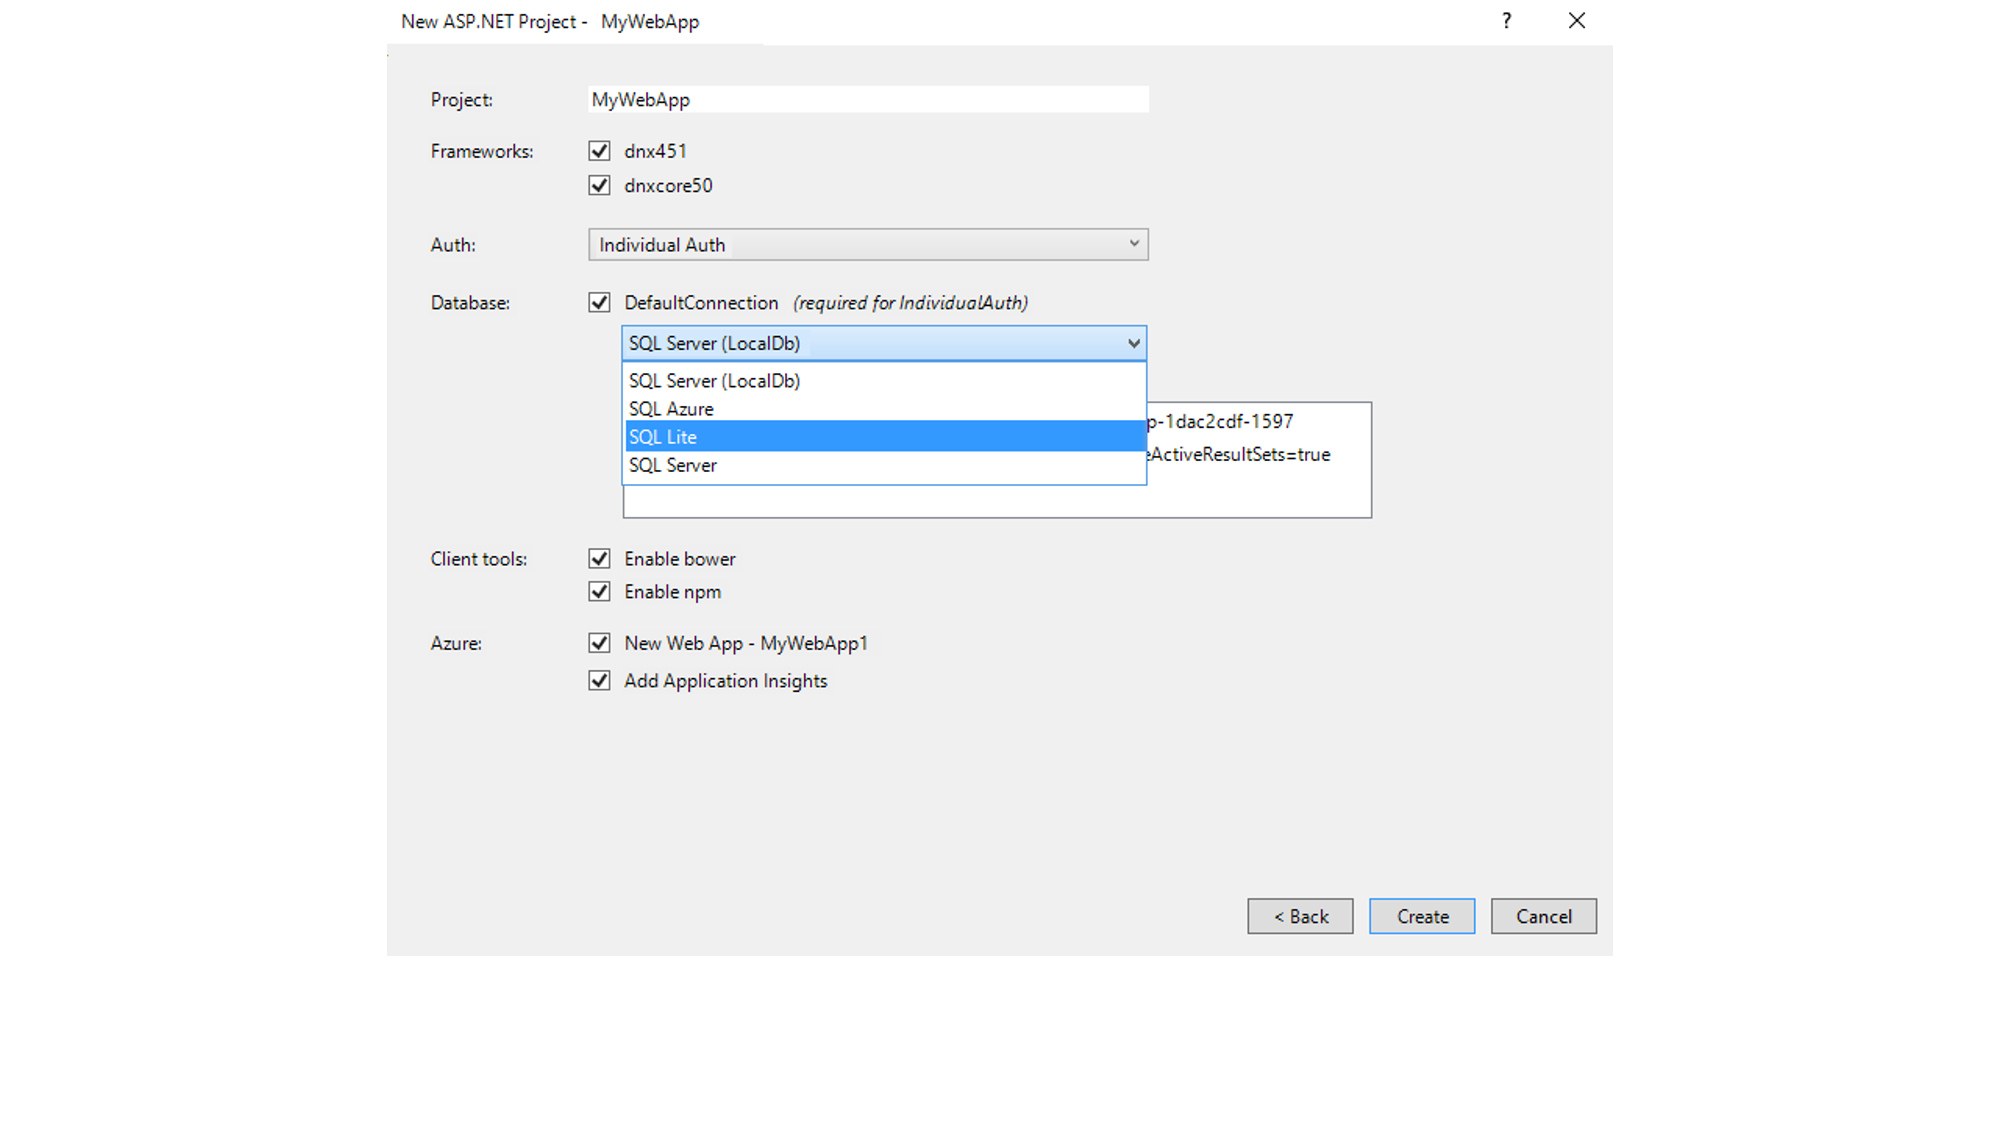 New ASP.NET Project - MyWebApp ?
Project: MyWebApp
Frameworks: dnx451
dnxcore50
Auth: Individual Auth
Database: DefaultConnection (required for IndividualAuth)
SQL Server (LocalDb)
SQL Server (LocalDb)
SQL Azure
p-1dac2cdf-1597
SQL Lite
eActiveResultSets=true
SQL Server
Client tools: Enable bower
Enable npm
Azure: New Web App - MyWebApp1
Add Application Insights
< Back Create Cancel